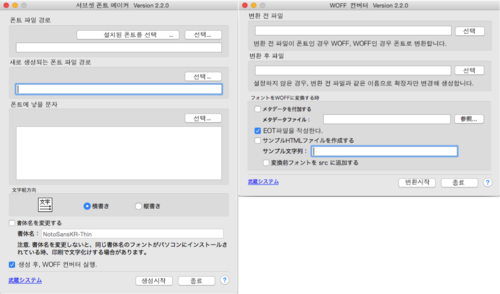 서브셋 폰트 메이커 Version 2.2.0
폰트 파일 경로
설치된 폰트를 선택 ...
선택...
새로 생성되는 폰트 파일 경로
선택...
폰트에 넣을 문자
선택...
文字組方向
文字
横書き
縦書き
書体名を変更する
書体名：
NotoSansKR-Thin
注意. 書体名を変更しないと、同じ書体名のフォントがパソコンにインストール
されている時、印刷で文字化けする場合があります。
생성 후, WOFF 컨버터 실행.
武蔵システム
생성시작
종료
?
WOFF 컨버터 Version 2.2.0
변환 전 파일
선택...
변환 전 파일이 폰트인 경우 WOFF, WOFF인 경우 폰트로 변환합니다.
변환 후 파일
선택...
설정하지 않은 경우, 변환 전 파일과 같은 이름으로 확장자만 변경해 생성합니다.
フォントをWOFFに変換する時
メタデータを付加する
メタデータファイル：
参照...
EOT파일을 작성한다.
サンプルHTMLファイルを作成する
サンプル文字列：
変換前フォントを src に追加する
武蔵システム
변환시작
종료
?